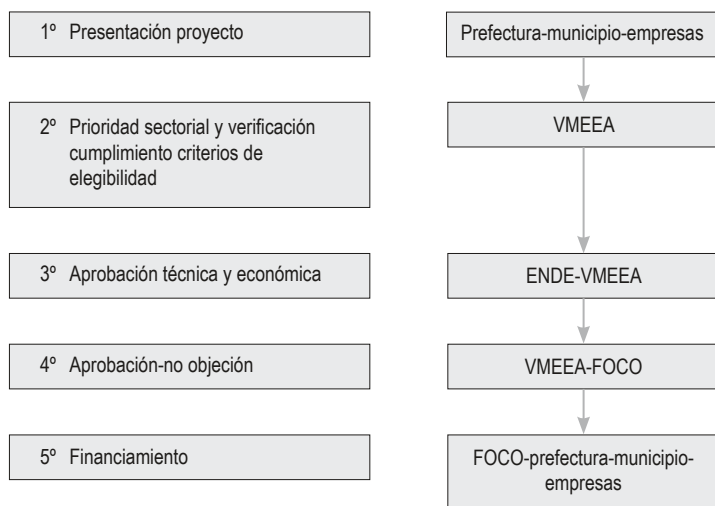 1º Presentación proyecto
Prefectura-municipio-empresas
2º Prioridad sectorial y verificación
cumplimiento criterios de
elegibilidad
VMEEA
3º Aprobación técnica y económica
ENDE-VMEEA
4º Aprobación-no objeción
VMEEA-FOCO
5º Financiamiento
FOCO-prefectura-municipio-
empresas